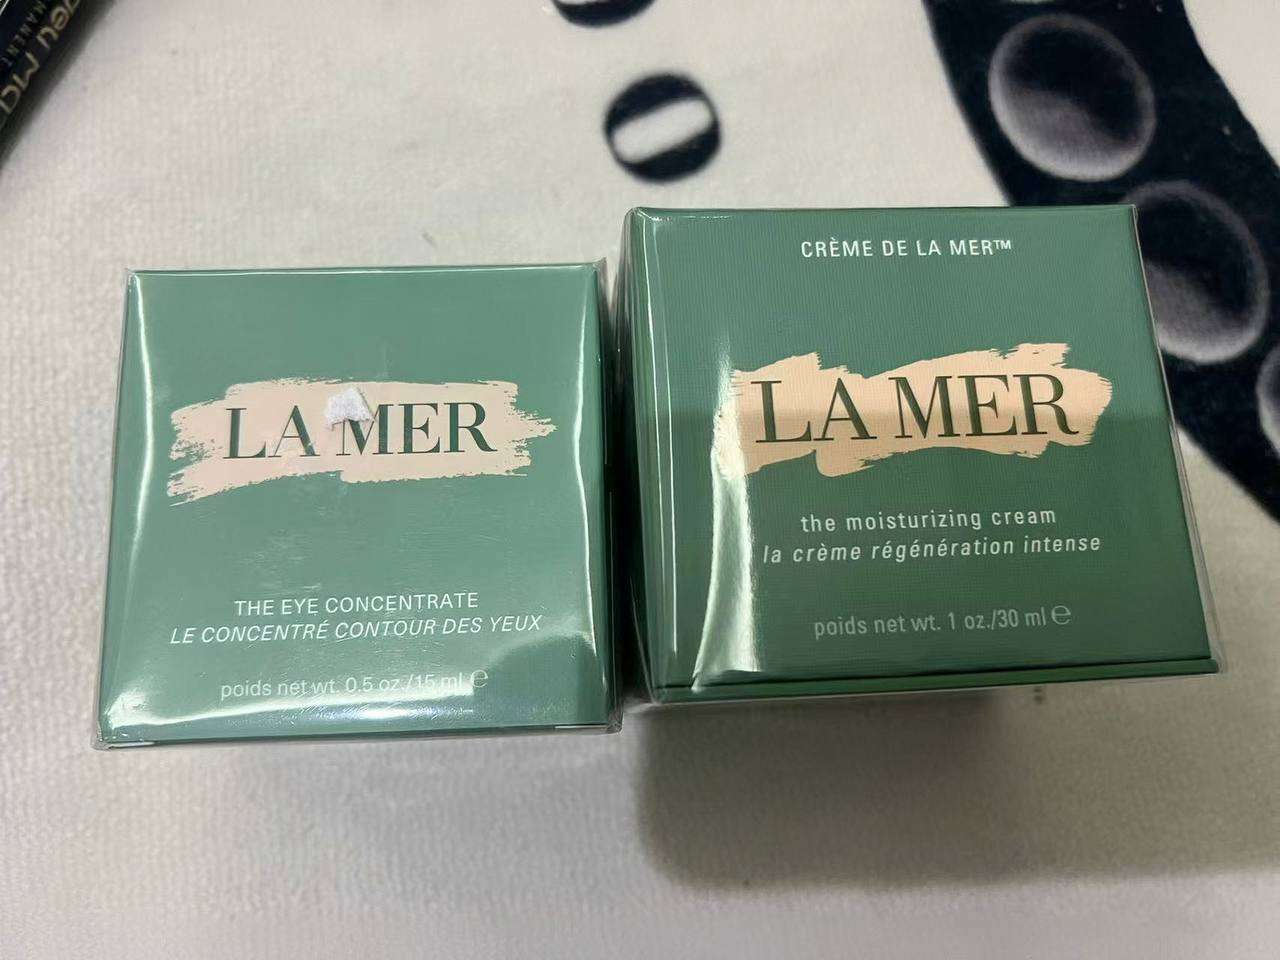 LA MER
THE EYE CONCENTRATE
LE CONCENTRÉ CONTOUR DES YEUX
poids net wt. 0.5 oz./15 ml ℮
CRÈME DE LA MER™
LA MER
the moisturizing cream
la crème régénération intense
poids net wt. 1 oz./30 ml ℮